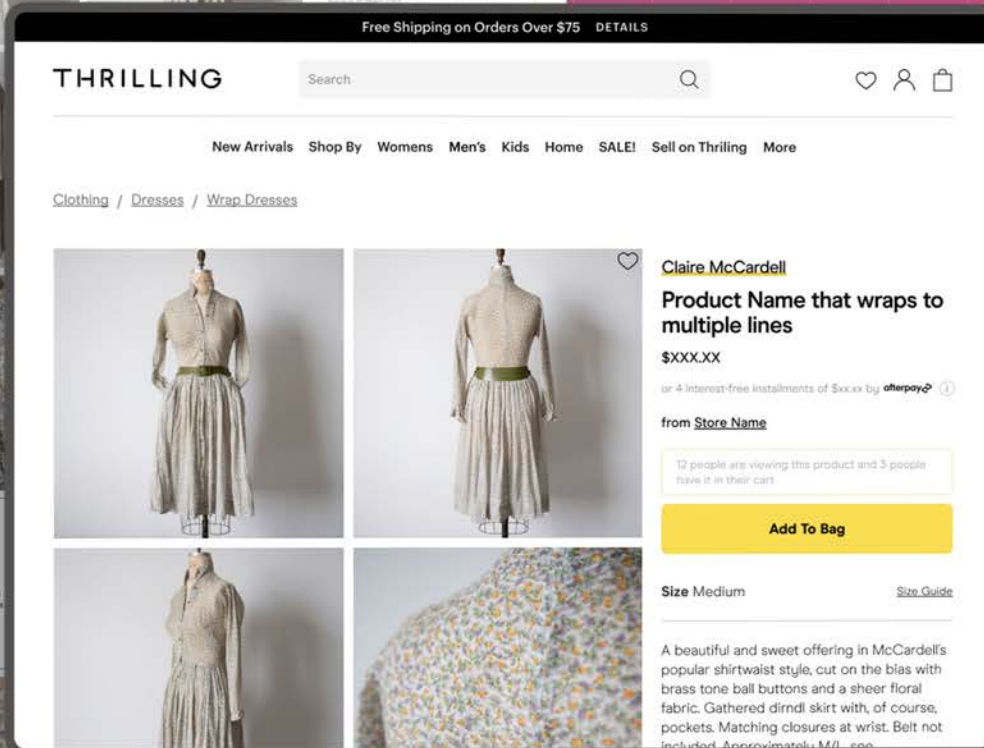 Free Shipping on Orders Over $75 DETAILS
THRILLING
Search
New Arrivals Shop By Womens Men's Kids Home SALE! Sell on Thriling More
Clothing / Dresses / Wrap Dresses
Claire McCardell
Product Name that wraps to
multiple lines
$XXX.XX
or 4 interest-free installments of $xx.xx by afterpay
from Store Name
12 people are viewing this product and 3 people
have it in their cart
Add To Bag
Size Medium Size Guide
A beautiful and sweet offering in McCardell's
popular shirtwaist style, cut on the bias with
brass tone ball buttons and a sheer floral
fabric. Gathered dirndl skirt with, of course,
pockets. Matching closures at wrist. Belt not
included. Approximately M/L, see